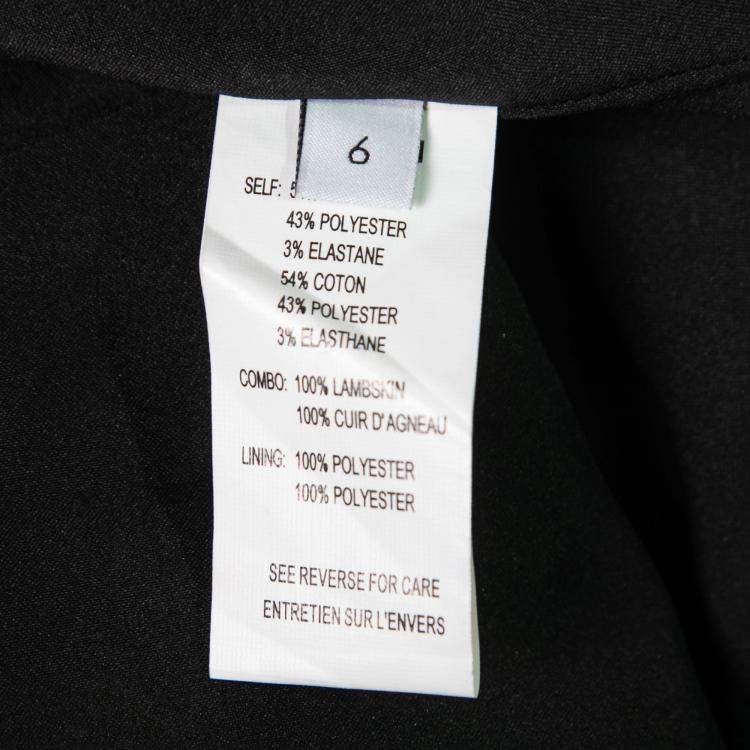 6
SELF: 5
43% POLYESTER
3% ELASTANE
54% COTON
43% POLYESTER
3% ELASTHANE
COMBO: 100% LAMBSKIN
100% CUIR D'AGNEAU
LINING: 100% POLYESTER
100% POLYESTER
SEE REVERSE FOR CARE
ENTRETIEN SUR L'ENVERS